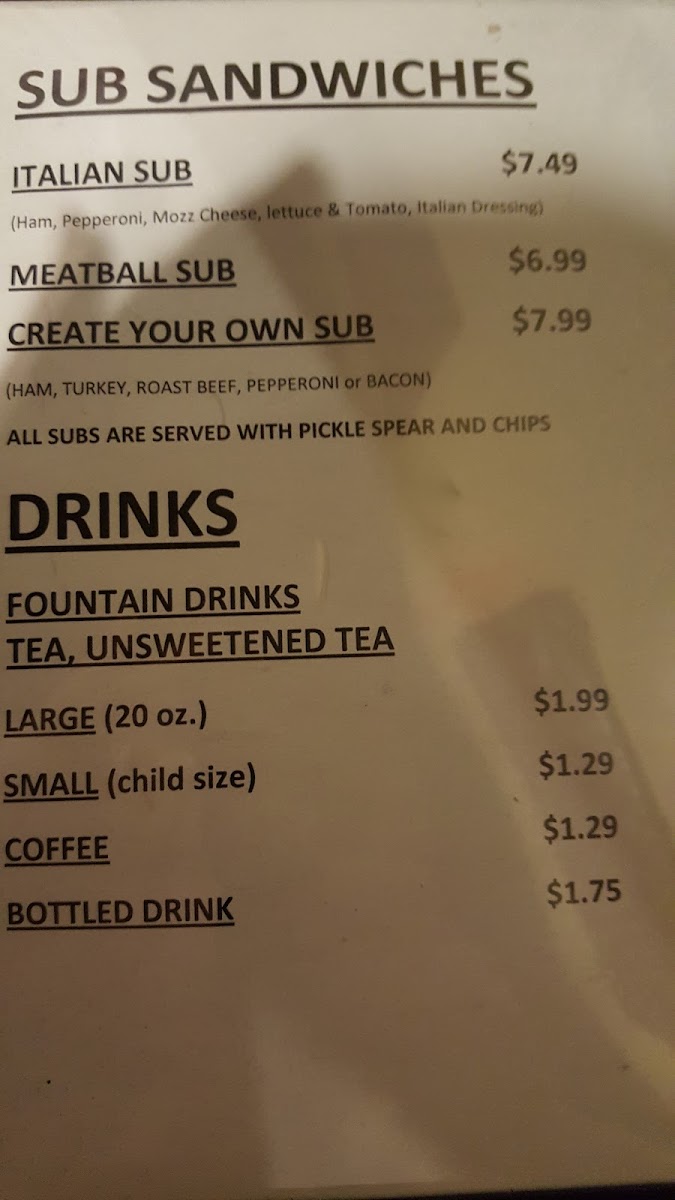 SUB SANDWICHES
ITALIAN SUB $7.49
(Ham, Pepperoni, Mozz Cheese, lettuce & Tomato, Italian Dressing)
MEATBALL SUB $6.99
CREATE YOUR OWN SUB $7.99
(HAM, TURKEY, ROAST BEEF, PEPPERONI or BACON)
ALL SUBS ARE SERVED WITH PICKLE SPEAR AND CHIPS
DRINKS
FOUNTAIN DRINKS
TEA, UNSWEETENED TEA
LARGE (20 oz.) $1.99
SMALL (child size) $1.29
COFFEE $1.29
BOTTLED DRINK $1.75